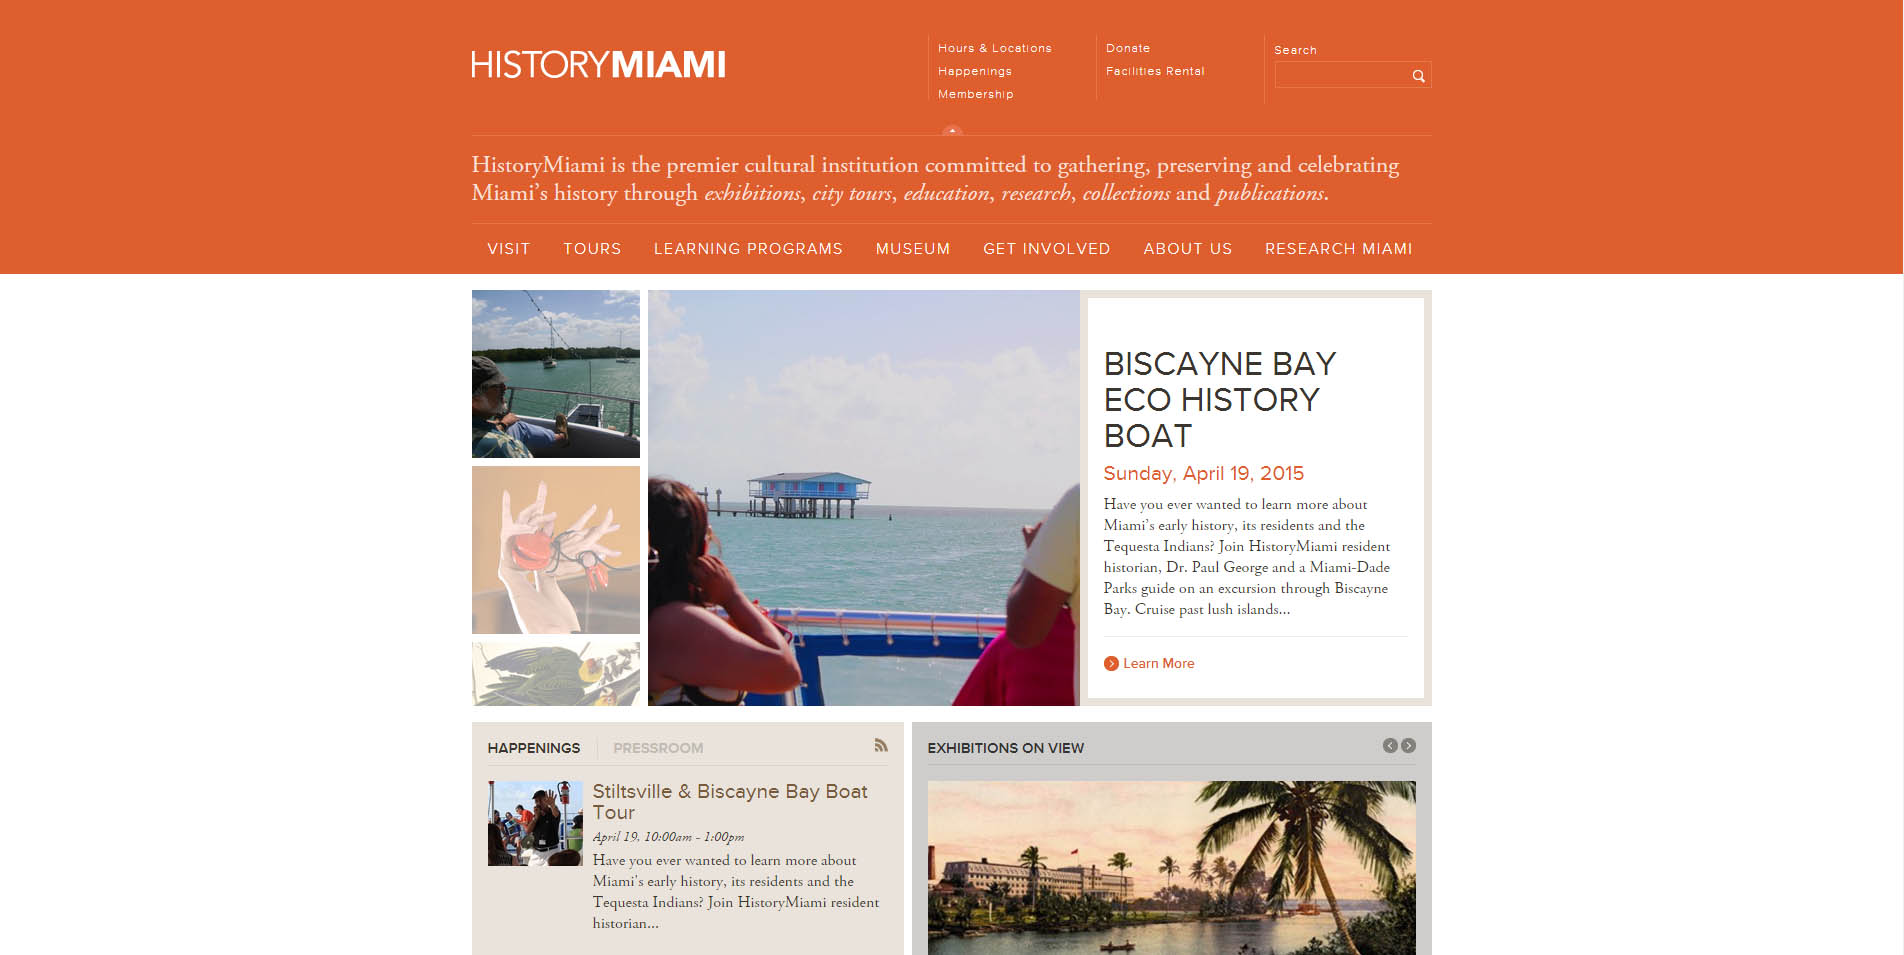 HISTORYMIAMI
Hours & Locations
Happenings
Membership
Donate
Facilities Rental
Search
HistoryMiami is the premier cultural institution committed to gathering, preserving and celebrating
Miami’s history through exhibitions, city tours, education, research, collections and publications.
VISIT TOURS LEARNING PROGRAMS MUSEUM GET INVOLVED ABOUT US RESEARCH MIAMI
BISCAYNE BAY
ECO HISTORY
BOAT
Sunday, April 19, 2015
Have you ever wanted to learn more about
Miami’s early history, its residents and the
Tequesta Indians? Join HistoryMiami resident
historian, Dr. Paul George and a Miami-Dade
Parks guide on an excursion through Biscayne
Bay. Cruise past lush islands...
Learn More
HAPPENINGS PRESSROOM
Stiltsville & Biscayne Bay Boat
Tour
April 19, 10:00am - 1:00pm
Have you ever wanted to learn more about
Miami's early history, its residents and the
Tequesta Indians? Join HistoryMiami resident
historian...
EXHIBITIONS ON VIEW